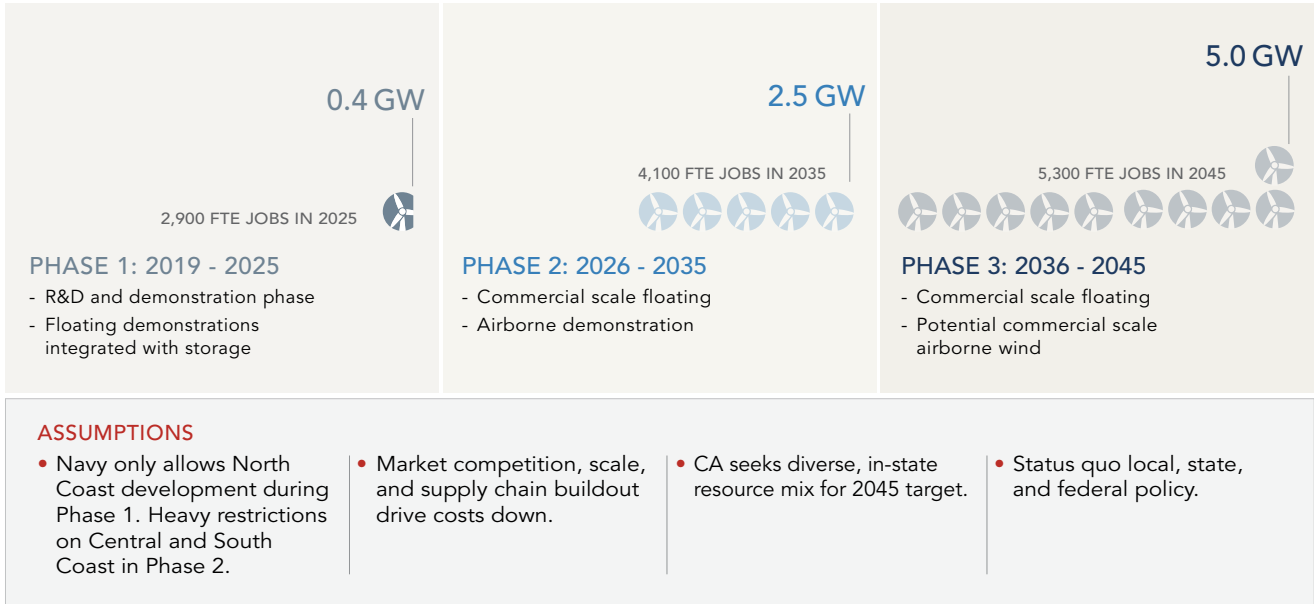 0.4 GW
2,900 FTE JOBS IN 2025
PHASE 1: 2019 - 2025
- R&D and demonstration phase
- Floating demonstrations
integrated with storage
2.5 GW
4,100 FTE JOBS IN 2035
PHASE 2: 2026 - 2035
- Commercial scale floating
- Airborne demonstration
5.0 GW
5,300 FTE JOBS IN 2045
PHASE 3: 2036 - 2045
- Commercial scale floating
- Potential commercial scale
airborne wind
ASSUMPTIONS
• Navy only allows North
Coast development during
Phase 1. Heavy restrictions
on Central and South
Coast in Phase 2.
• Market competition, scale,
and supply chain buildout
drive costs down.
• CA seeks diverse, in-state
resource mix for 2045 target.
• Status quo local, state,
and federal policy.